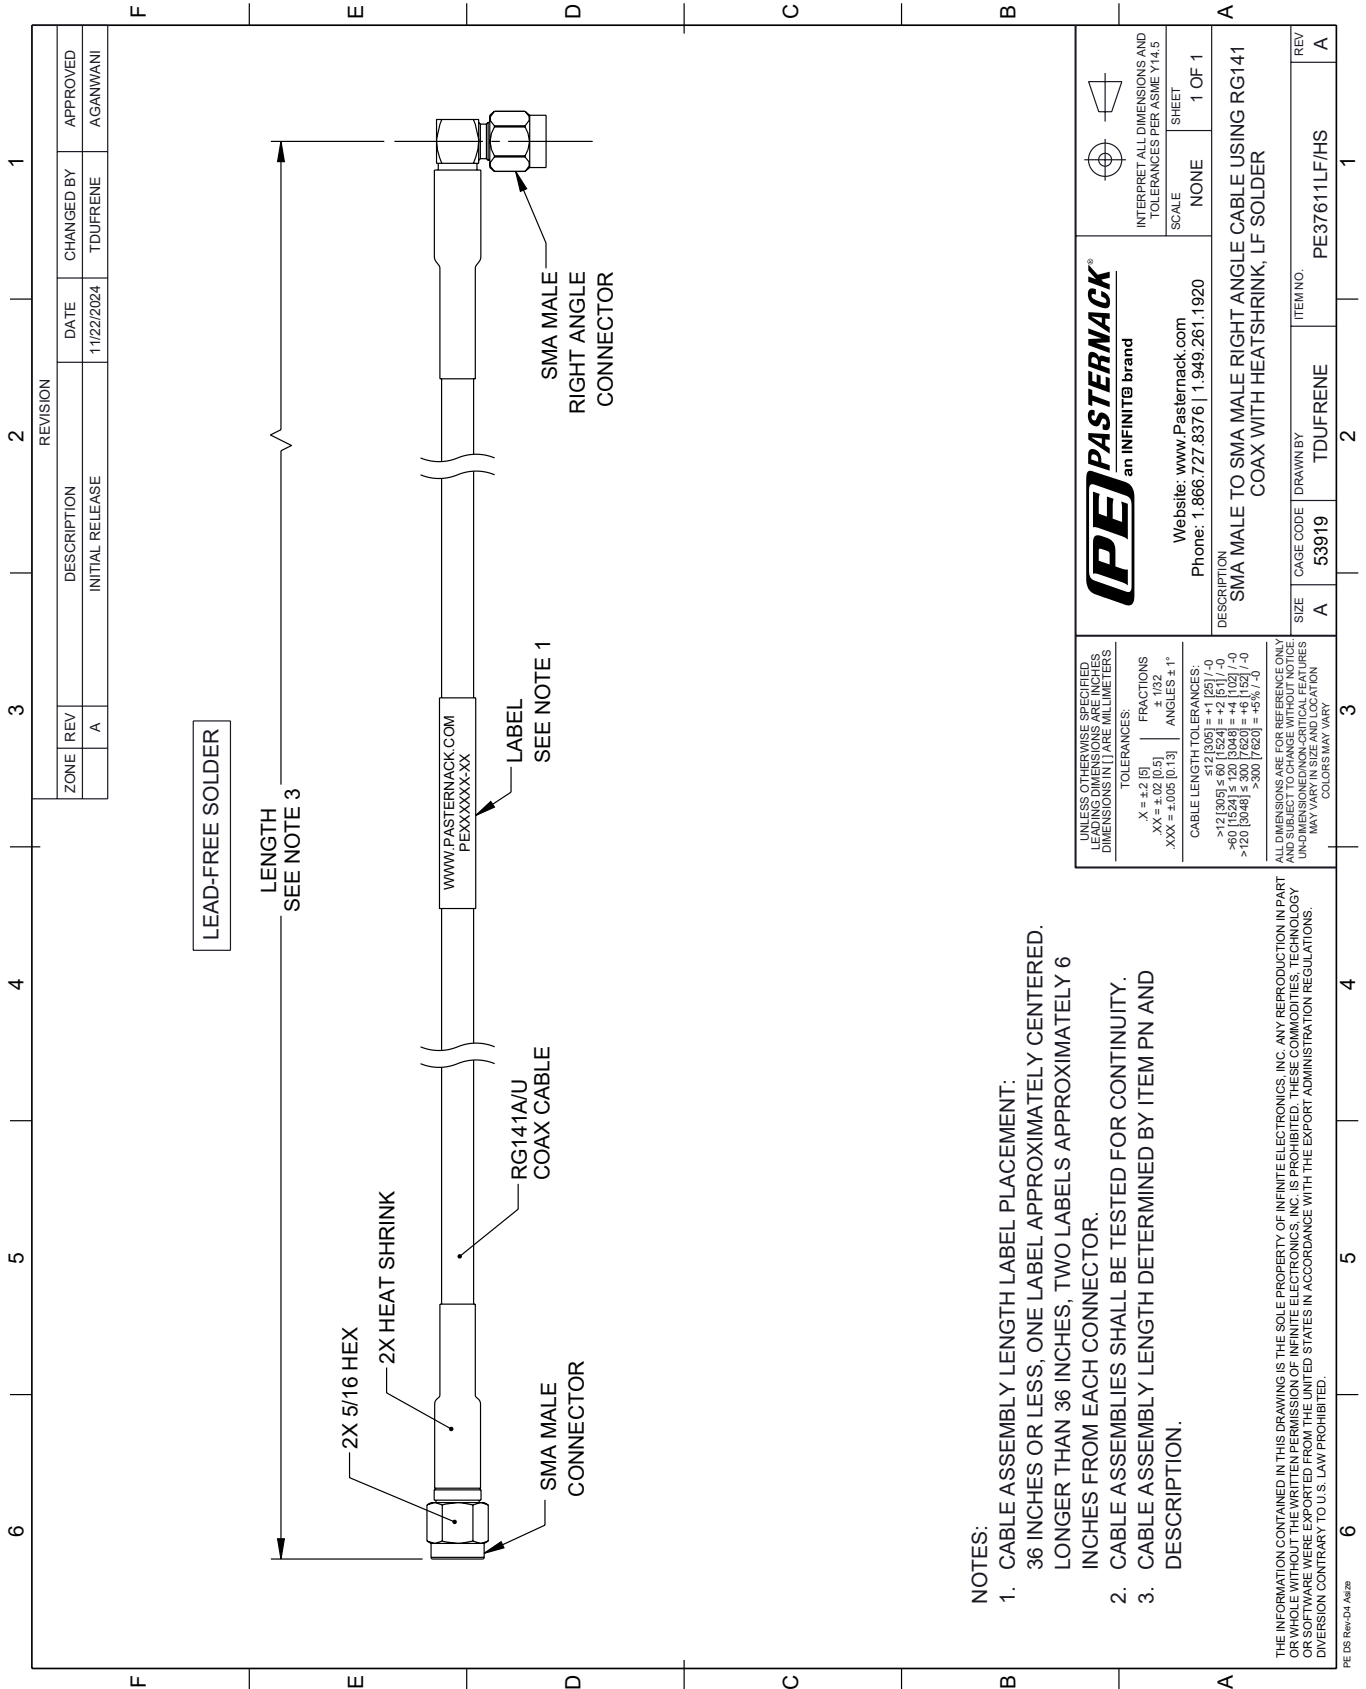 6
5
4
3
2
1
F
E
D
C
B
A
F
E
D
C
B
A
REVISION
ZONE REV DESCRIPTION DATE CHANGED BY APPROVED
A INITIAL RELEASE 11/22/2024 TDUFRENE AGANWANI
LEAD-FREE SOLDER
LENGTH
SEE NOTE 3
2X 5/16 HEX
2X HEAT SHRINK
WWW.PASTERNACK.COM
PEXXXXXX-XX
SMA MALE
CONNECTOR
RG141A/U
COAX CABLE
LABEL
SEE NOTE 1
SMA MALE
RIGHT ANGLE
CONNECTOR
NOTES:
1. CABLE ASSEMBLY LENGTH LABEL PLACEMENT:
36 INCHES OR LESS, ONE LABEL APPROXIMATELY CENTERED.
LONGER THAN 36 INCHES, TWO LABELS APPROXIMATELY 6
INCHES FROM EACH CONNECTOR.
2. CABLE ASSEMBLIES SHALL BE TESTED FOR CONTINUITY.
3. CABLE ASSEMBLY LENGTH DETERMINED BY ITEM PN AND
DESCRIPTION.
UNLESS OTHERWISE SPECIFIED
LEADING DIMENSIONS ARE INCHES
DIMENSIONS IN [ ] ARE MILLIMETERS
TOLERANCES:
.X = ±.2 [5] FRACTIONS
.XX = ±.02 [0.5] ± 1/32
.XXX = ±.005 [0.13] ANGLES ± 1°
CABLE LENGTH TOLERANCES:
≤12 [305] = +1 [25] / -0
>12 [305] ≤ 60 [1524] = +2 [51] / -0
>60 [1524] ≤ 120 [3048] = +4 [102] / -0
>120 [3048] ≤ 300 [7620] = +6 [152] / -0
>300 [7620] = +5% / -0
ALL DIMENSIONS ARE FOR REFERENCE ONLY
AND SUBJECT TO CHANGE WITHOUT NOTICE.
UN-DIMENSIONED/NON-CRITICAL FEATURES
MAY VARY IN SIZE AND LOCATION
COLORS MAY VARY
PE PASTERNACK®
an INFINIT@ brand
Website: www.Pasternack.com
Phone: 1.866.727.8376 | 1.949.261.1920
INTERPRET ALL DIMENSIONS AND
TOLERANCES PER ASME Y14.5
SCALE SHEET
NONE 1 OF 1
DESCRIPTION
SMA MALE TO SMA MALE RIGHT ANGLE CABLE USING RG141
COAX WITH HEATSHRINK, LF SOLDER
SIZE CAGE CODE DRAWN BY ITEM NO. REV
A 53919 TDUFRENE PE37611LF/HS A
THE INFORMATION CONTAINED IN THIS DRAWING IS THE SOLE PROPERTY OF INFINITE ELECTRONICS, INC. ANY REPRODUCTION IN PART
OR WHOLE WITHOUT THE WRITTEN PERMISSION OF INFINITE ELECTRONICS, INC. IS PROHIBITED. THESE COMMODITIES, TECHNOLOGY
OR SOFTWARE WERE EXPORTED FROM THE UNITED STATES IN ACCORDANCE WITH THE EXPORT ADMINISTRATION REGULATIONS.
DIVERSION CONTRARY TO U.S. LAW PROHIBITED.
6
5
4
3
2
1
PE DS Rev-D4 Asize